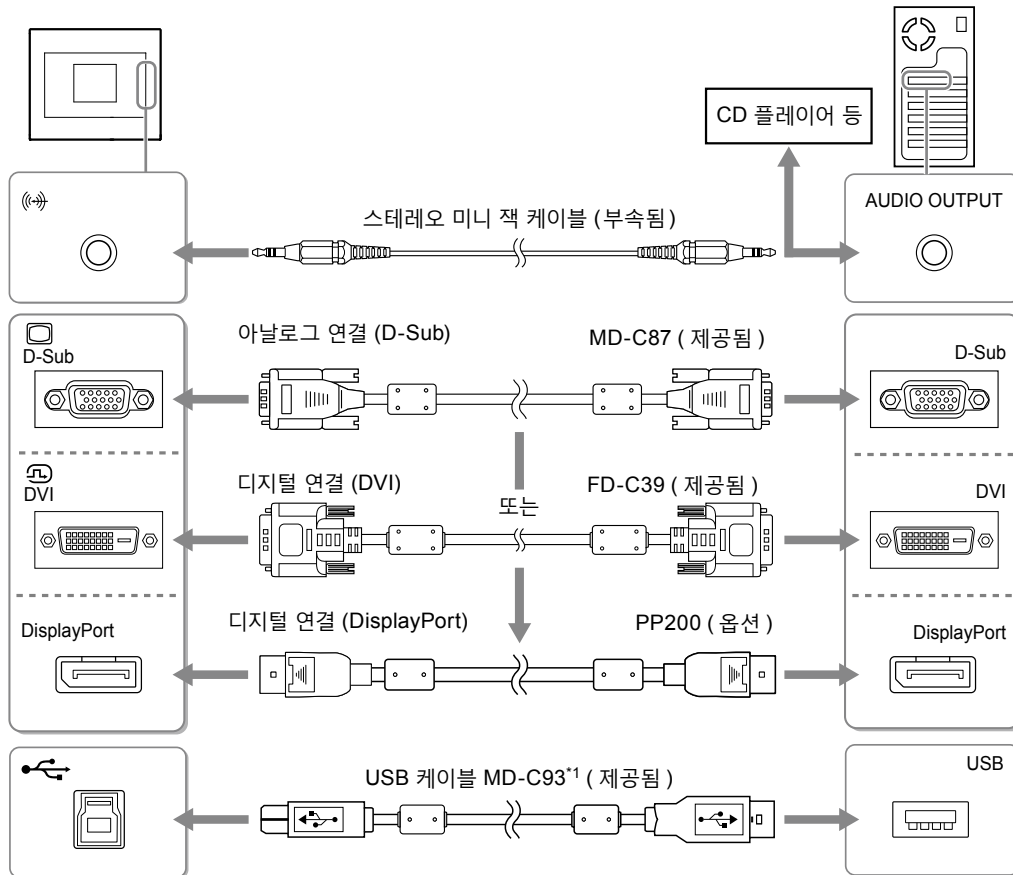 CD 플레이어 등
AUDIO OUTPUT
스테레오 미니 잭 케이블 (부속됨)
D-Sub
아날로그 연결 (D-Sub)
MD-C87 ( 제공됨 )
D-Sub
DVI
디지털 연결 (DVI)
또는
FD-C39 ( 제공됨 )
DVI
DisplayPort
디지털 연결 (DisplayPort)
PP200 ( 옵션 )
DisplayPort
USB 케이블 MD-C93*1 ( 제공됨 )
USB